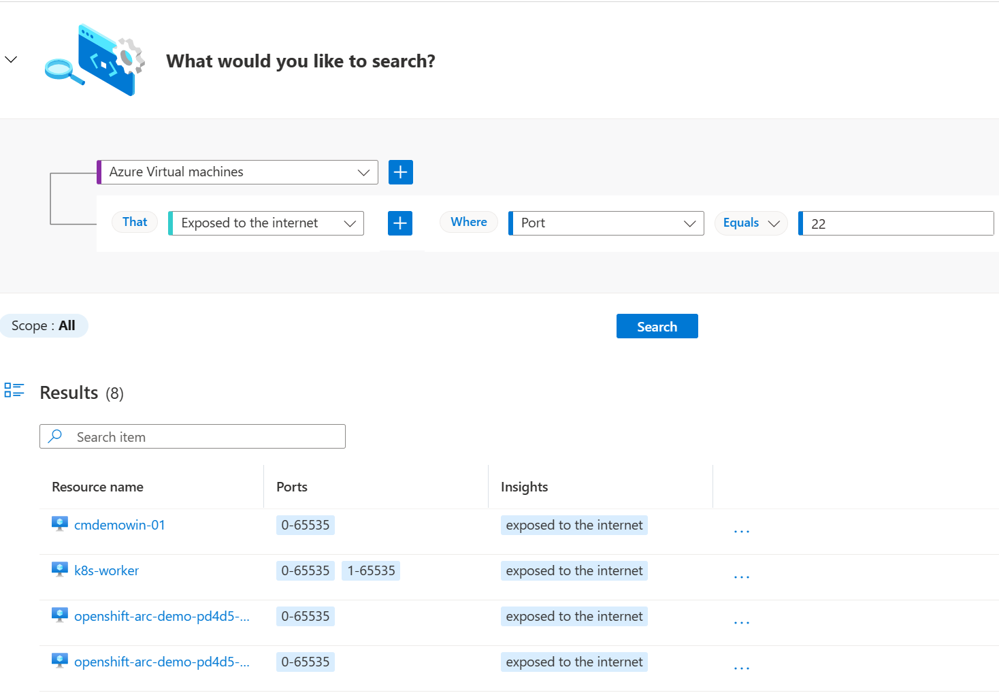 What would you like to search?
Azure Virtual machines
That Exposed to the internet Where Port Equals 22
Scope : All
Search
Results (8)
Search item
Resource name Ports Insights
cmdemowin-01 0-65535 exposed to the internet ...
k8s-worker 0-65535 1-65535 exposed to the internet ...
openshift-arc-demo-pd4d5-... 0-65535 exposed to the internet ...
openshift-arc-demo-pd4d5-... 0-65535 exposed to the internet ...